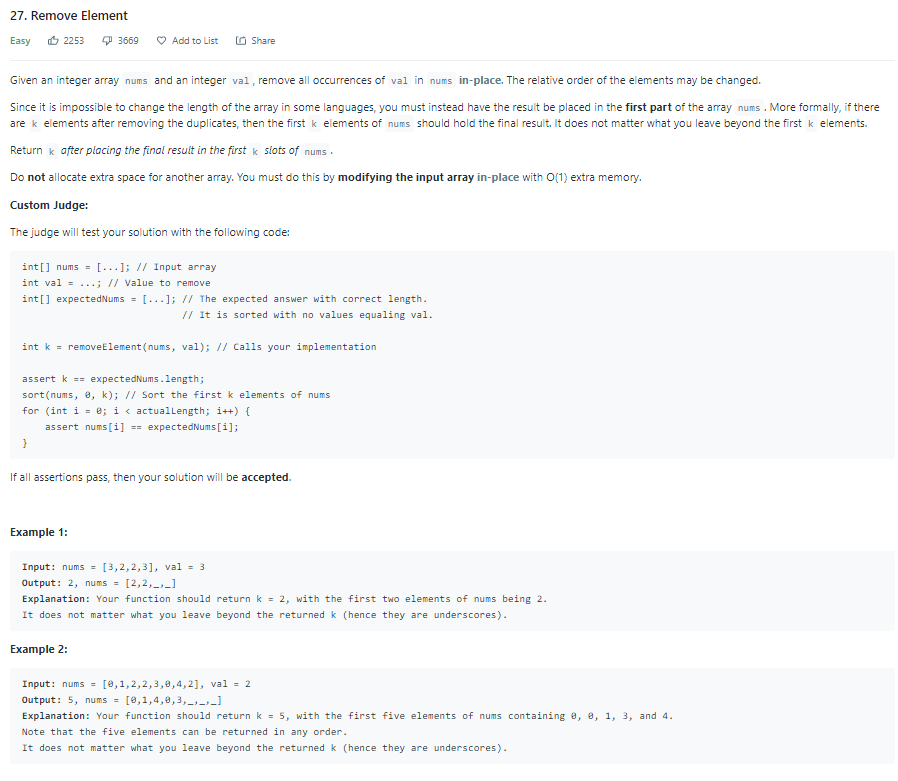 27. Remove Element
Easy 2253 3669 Add to List Share
Given an integer array nums and an integer val, remove all occurrences of val in nums in-place. The relative order of the elements may be changed.
Since it is impossible to change the length of the array in some languages, you must instead have the result be placed in the first part of the array nums. More formally, if there
are k elements after removing the duplicates, then the first k elements of nums should hold the final result. It does not matter what you leave beyond the first k elements.
Return k after placing the final result in the first k slots of nums.
Do not allocate extra space for another array. You must do this by modifying the input array in-place with O(1) extra memory.
Custom Judge:
The judge will test your solution with the following code:
int[] nums = [...]; // Input array
int val = ...; // Value to remove
int[] expectedNums = [...]; // The expected answer with correct length.
// It is sorted with no values equaling val.
int k = removeElement(nums, val); // Calls your implementation
assert k == expectedNums.length;
sort(nums, 0, k); // Sort the first k elements of nums
for (int i = 0; i < actualLength; i++) {
assert nums[i] == expectedNums[i];
}
If all assertions pass, then your solution will be accepted.
Example 1:
Input: nums = [3,2,2,3], val = 3
Output: 2, nums = [2,2,_,_]
Explanation: Your function should return k = 2, with the first two elements of nums being 2.
It does not matter what you leave beyond the returned k (hence they are underscores).
Example 2:
Input: nums = [0,1,2,2,3,0,4,2], val = 2
Output: 5, nums = [0,1,4,0,3,_,_,_]
Explanation: Your function should return k = 5, with the first five elements of nums containing 0, 0, 1, 3, and 4.
Note that the five elements can be returned in any order.
It does not matter what you leave beyond the returned k (hence they are underscores).